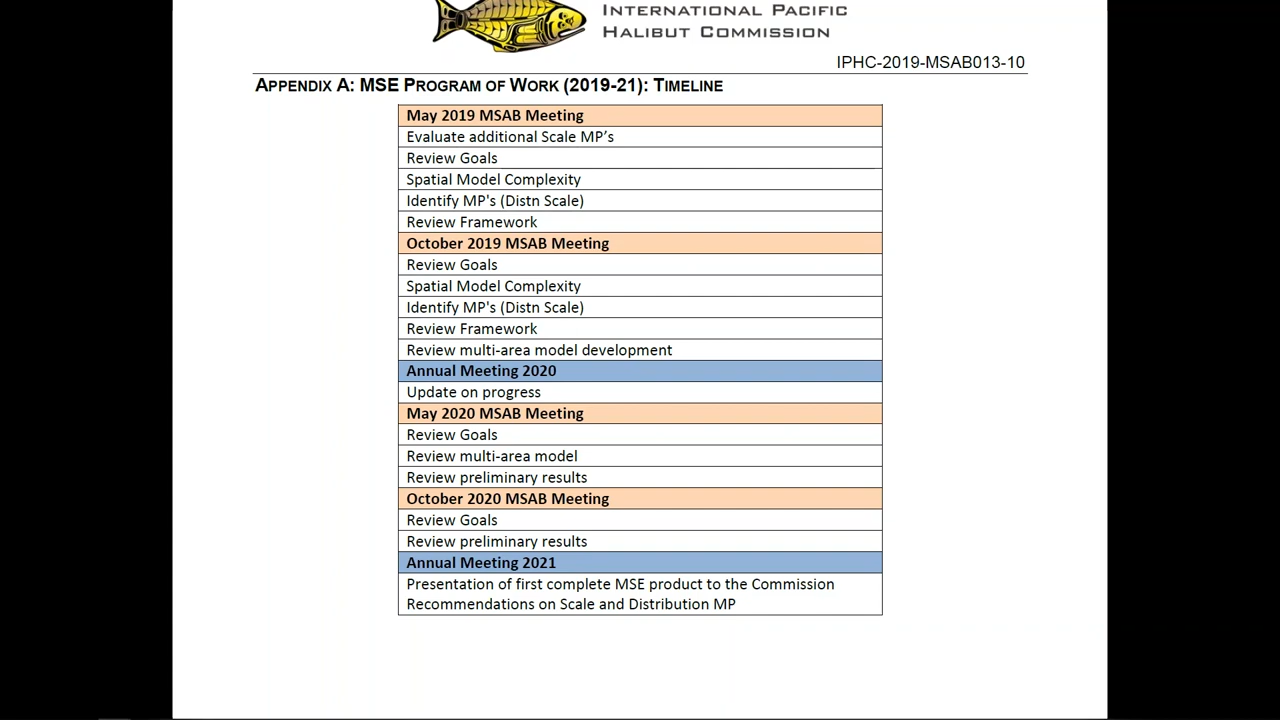 INTERNATIONAL PACIFIC
HALIBUT COMMISSION
IPHC-2019-MSAB013-10
APPENDIX A: MSE PROGRAM OF WORK (2019-21): TIMELINE
May 2019 MSAB Meeting
Evaluate additional Scale MP’s
Review Goals
Spatial Model Complexity
Identify MP's (Distn Scale)
Review Framework
October 2019 MSAB Meeting
Review Goals
Spatial Model Complexity
Identify MP's (Distn Scale)
Review Framework
Review multi-area model development
Annual Meeting 2020
Update on progress
May 2020 MSAB Meeting
Review Goals
Review multi-area model
Review preliminary results
October 2020 MSAB Meeting
Review Goals
Review preliminary results
Annual Meeting 2021
Presentation of first complete MSE product to the Commission
Recommendations on Scale and Distribution MP